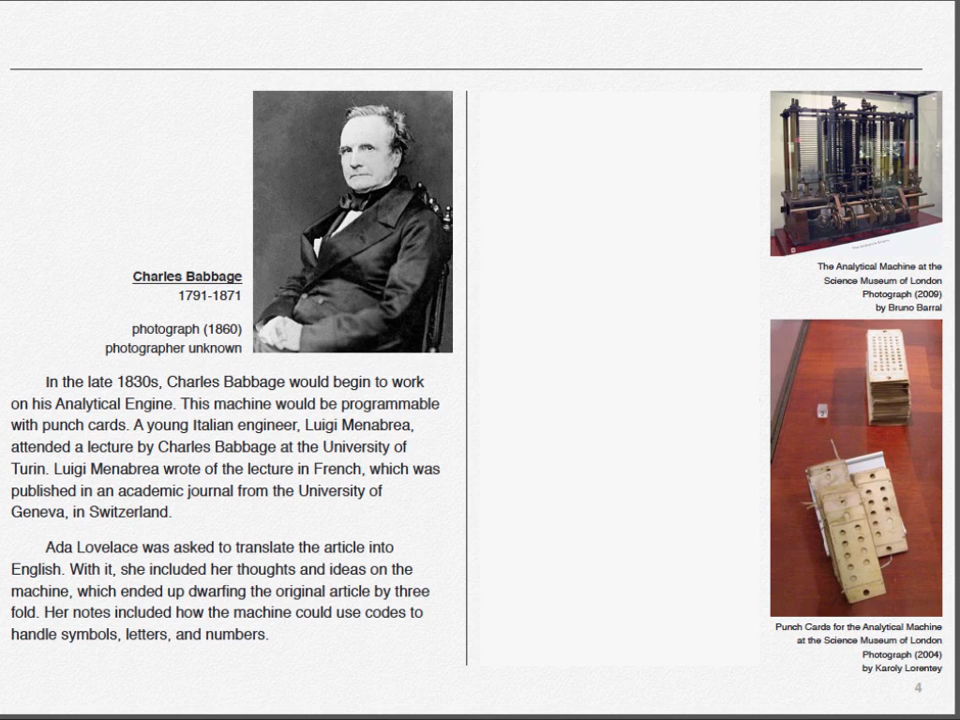 Charles Babbage
1791-1871
photograph (1860)
photographer unknown
In the late 1830s, Charles Babbage would begin to work
on his Analytical Engine. This machine would be programmable
with punch cards. A young Italian engineer, Luigi Menabrea,
attended a lecture by Charles Babbage at the University of
Turin. Luigi Menabrea wrote of the lecture in French, which was
published in an academic journal from the University of
Geneva, in Switzerland.
Ada Lovelace was asked to translate the article into
English. With it, she included her thoughts and ideas on the
machine, which ended up dwarfing the original article by three
fold. Her notes included how the machine could use codes to
handle symbols, letters, and numbers.
The Analytical Machine at the
Science Museum of London
Photograph (2009)
by Bruno Barral
Punch Cards for the Analytical Machine
at the Science Museum of London
Photograph (2004)
by Karoly Lorentey
4